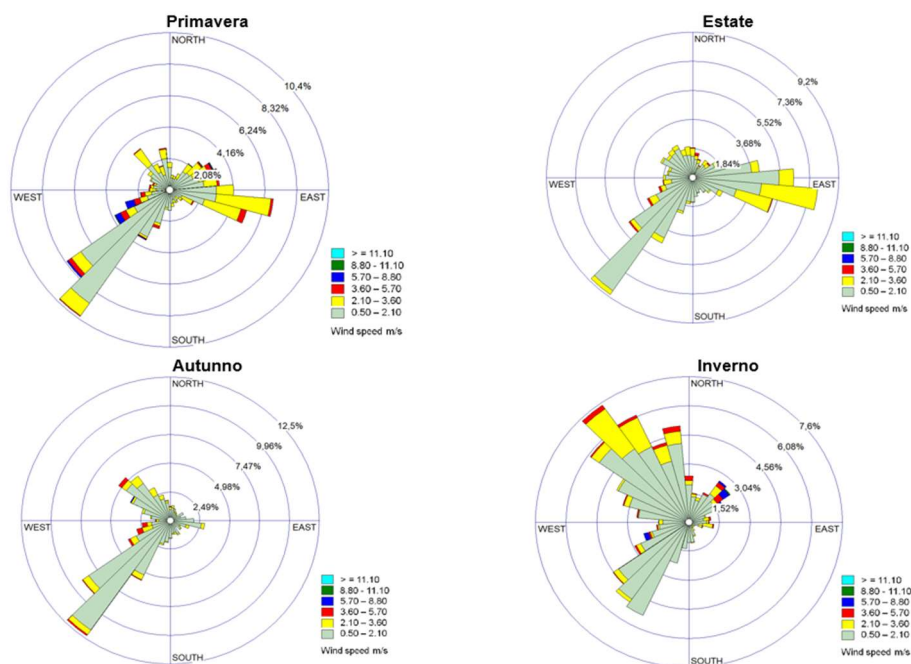 Primavera
NORTH
10,4%
8,32%
6,24%
4,16%
2,08%
WEST
EAST
SOUTH
> = 11.10
8.80 - 11.10
5.70 – 8.80
3.60 – 5.70
2.10 – 3.60
0.50 – 2.10
Wind speed m/s
Estate
NORTH
9,2%
7,36%
5,52%
3,68%
1,84%
WEST
EAST
SOUTH
> = 11.10
8.80 - 11.10
5.70 – 8.80
3.60 – 5.70
2.10 – 3.60
0.50 – 2.10
Wind speed m/s
Autunno
NORTH
12,5%
9,96%
7,47%
4,98%
2,49%
WEST
EAST
SOUTH
> = 11.10
8.80 - 11.10
5.70 – 8.80
3.60 – 5.70
2.10 – 3.60
0.50 – 2.10
Wind speed m/s
Inverno
NORTH
7,6%
6,08%
4,56%
3,04%
1,52%
WEST
EAST
SOUTH
> = 11.10
8.80 - 11.10
5.70 – 8.80
3.60 – 5.70
2.10 – 3.60
0.50 – 2.10
Wind speed m/s